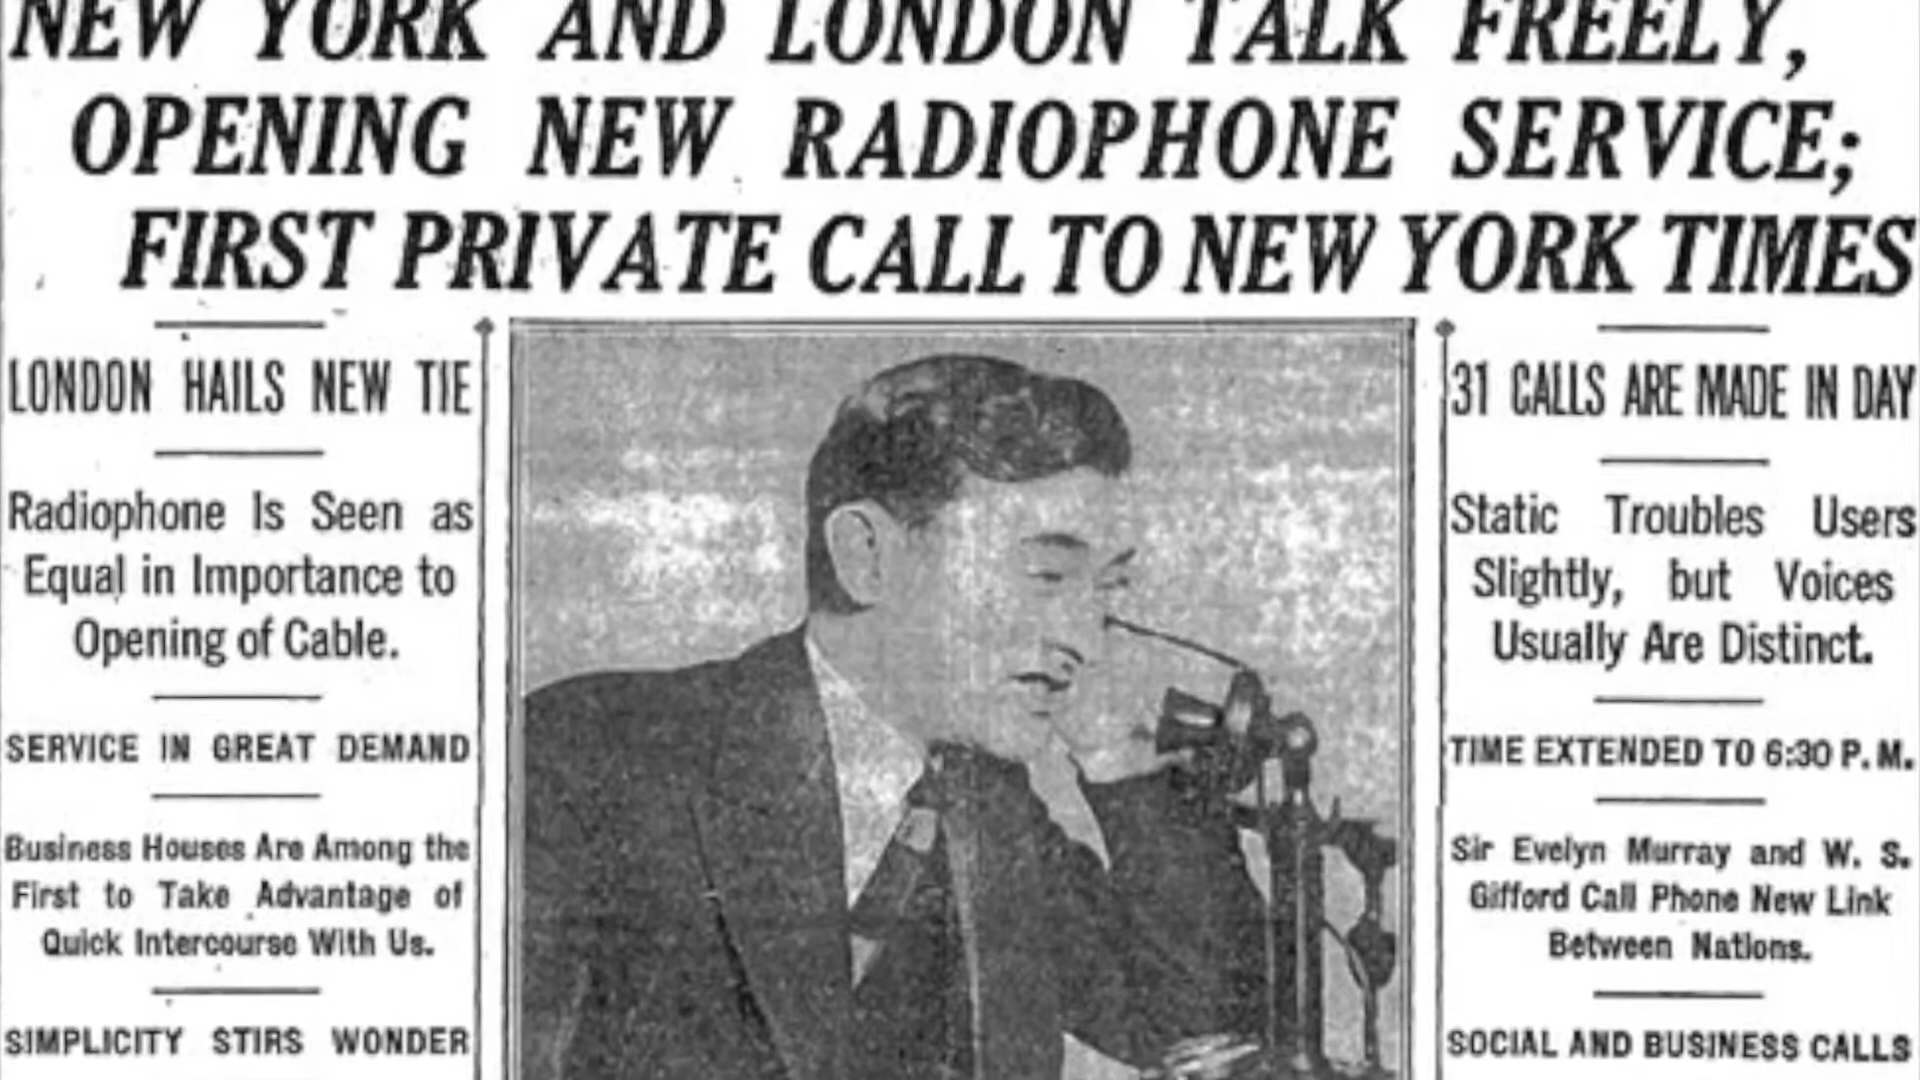 NEW YORK AND LONDON TALK FREELY,
OPENING NEW RADIOPHONE SERVICE;
FIRST PRIVATE CALL TO NEW YORK TIMES
LONDON HAILS NEW TIE
Radiophone Is Seen as
Equal in Importance to
Opening of Cable.
SERVICE IN GREAT DEMAND
Business Houses Are Among the
First to Take Advantage of
Quick Intercourse With Us.
SIMPLICITY STIRS WONDER
31 CALLS ARE MADE IN DAY
Static Troubles Users
Slightly, but Voices
Usually Are Distinct.
TIME EXTENDED TO 6:30 P. M.
Sir Evelyn Murray and W. S.
Gifford Call Phone New Link
Between Nations.
SOCIAL AND BUSINESS CALLS